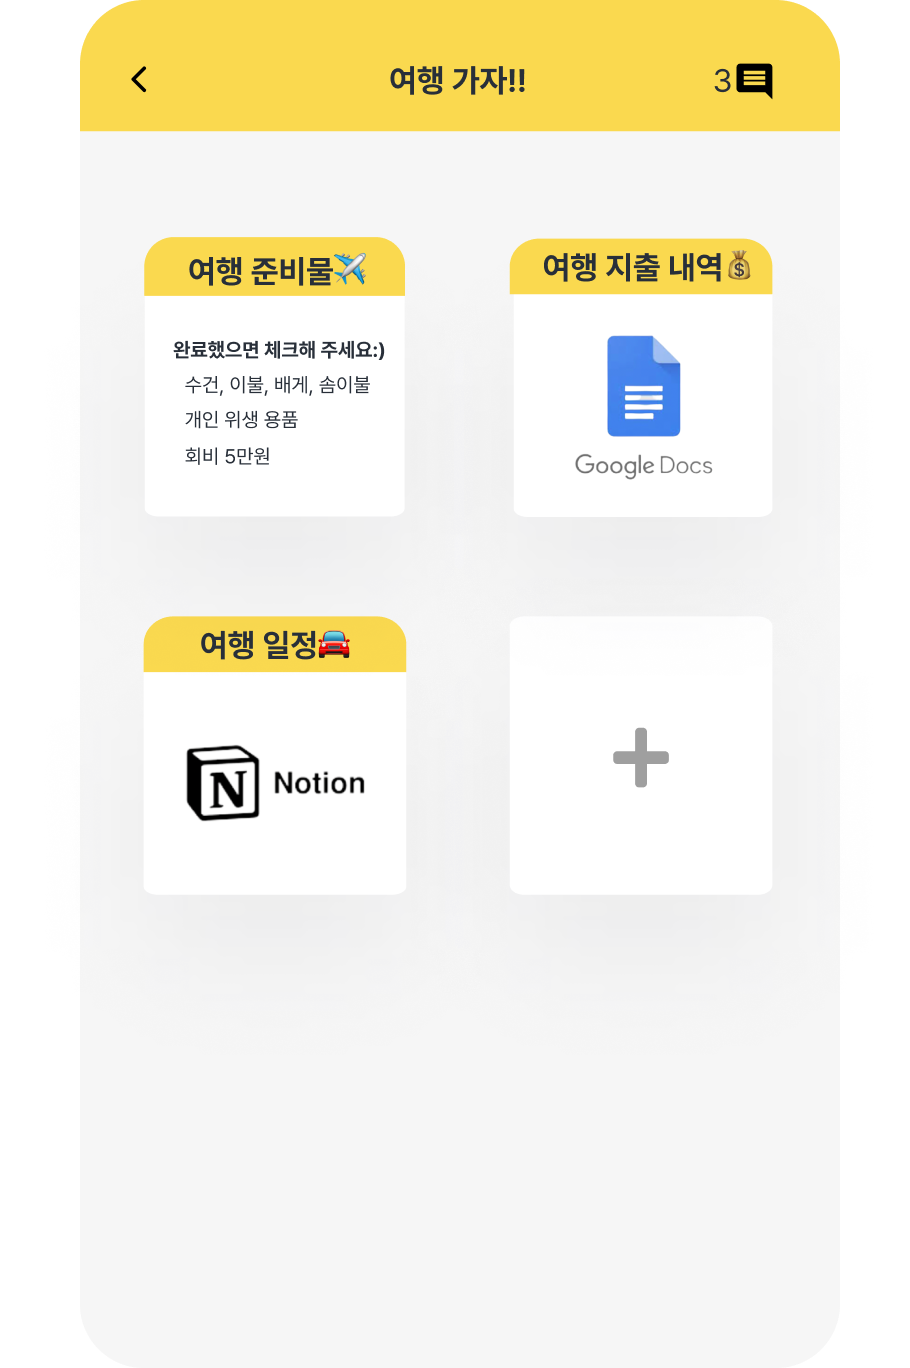 여행 가자!!
3
여행 준비물✈️
완료했으면 체크해 주세요:)
수건, 이불, 배게, 솜이불
개인 위생 용품
회비 5만원
여행 지출 내역💰
Google Docs
여행 일정🚘
N Notion